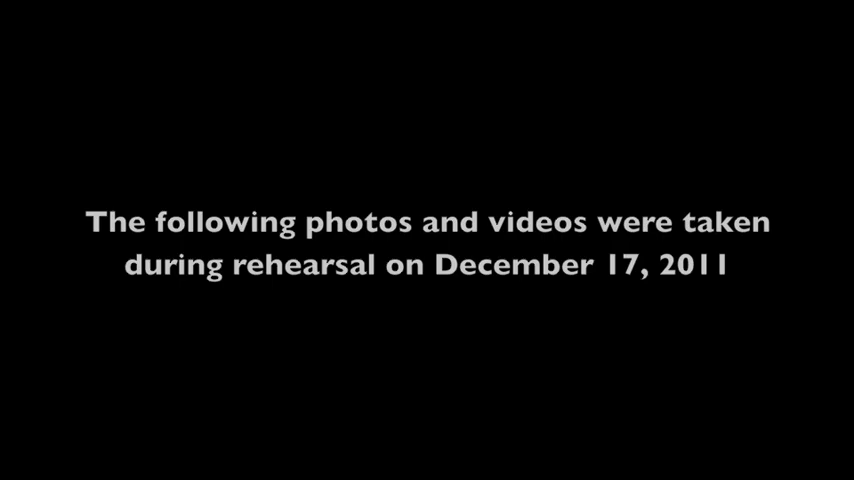 The following photos and videos were taken
during rehearsal on December 17, 2011